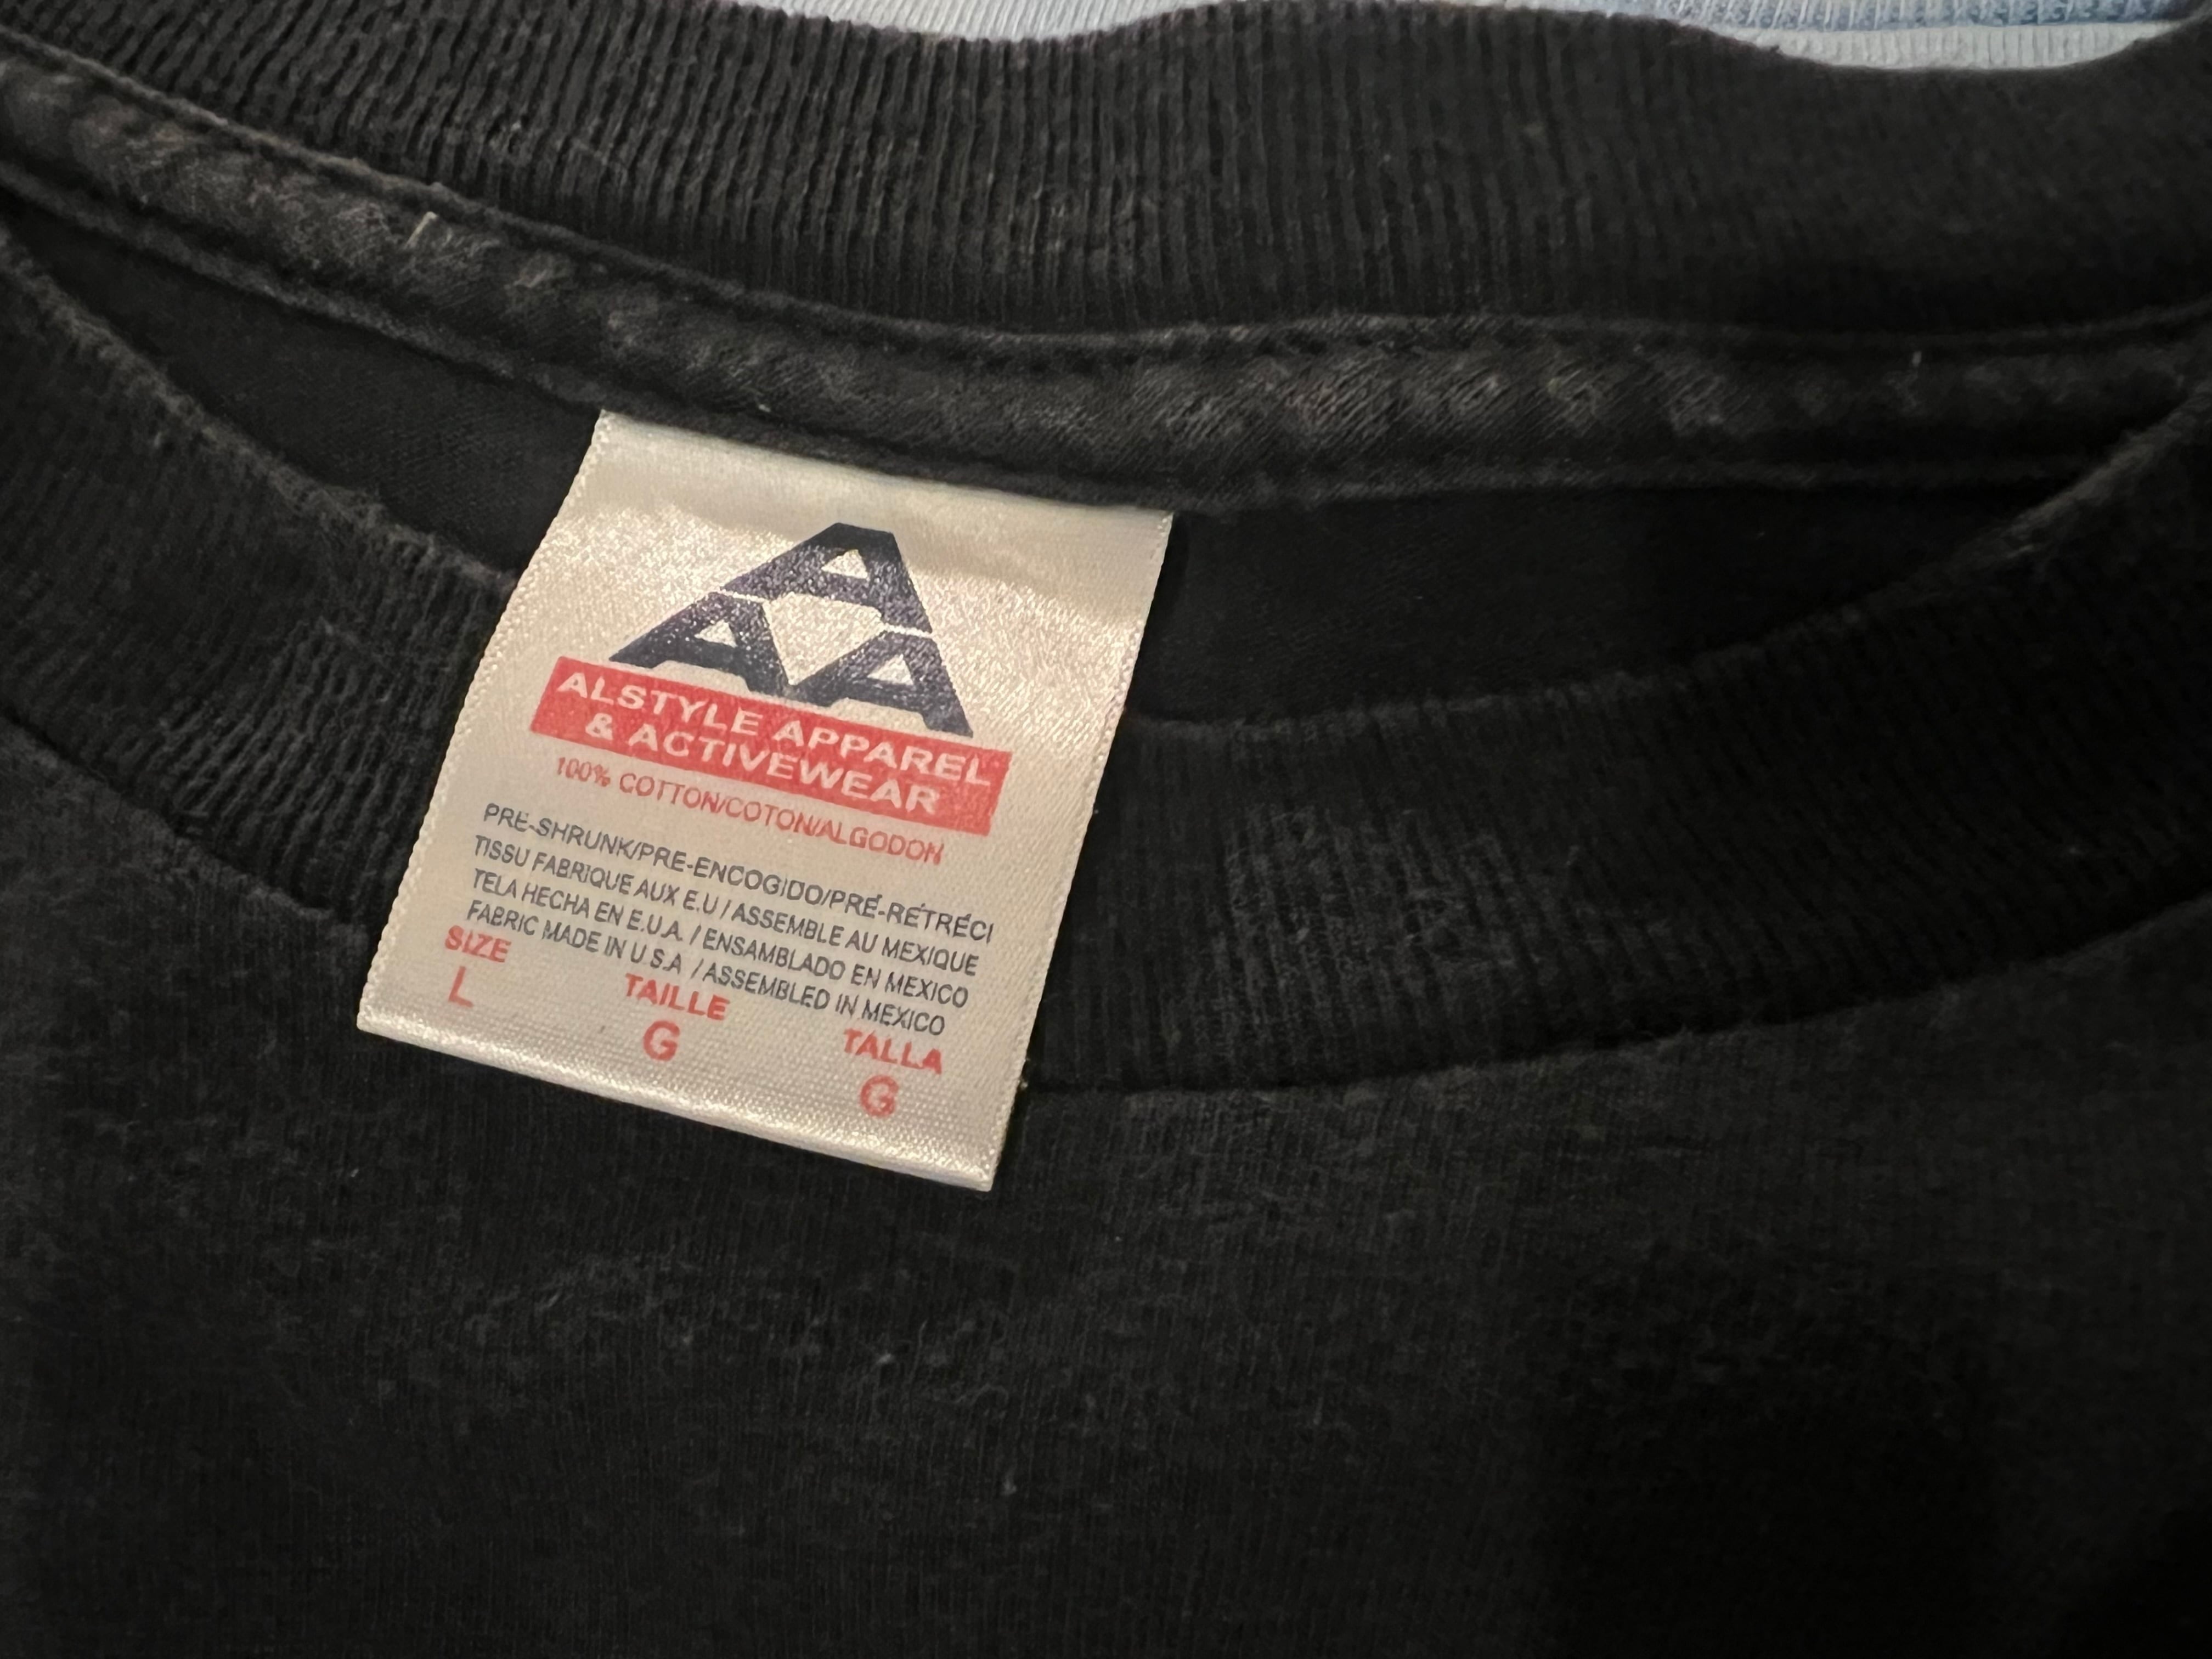 A
A A
ALSTYLE APPAREL
& ACTIVEWEAR
100% COTTON/COTON/ALGODON
PRE-SHRUNK/PRE-ENCOGIDO/PRÉ-RÉTRÉCI
TISSU FABRIQUE AUX E.U / ASSEMBLE AU MEXIQUE
TELA HECHA EN E.U.A. / ENSAMBLADO EN MEXICO
FABRIC MADE IN U.S.A. / ASSEMBLED IN MEXICO
SIZE TAILLE TALLA
L G G